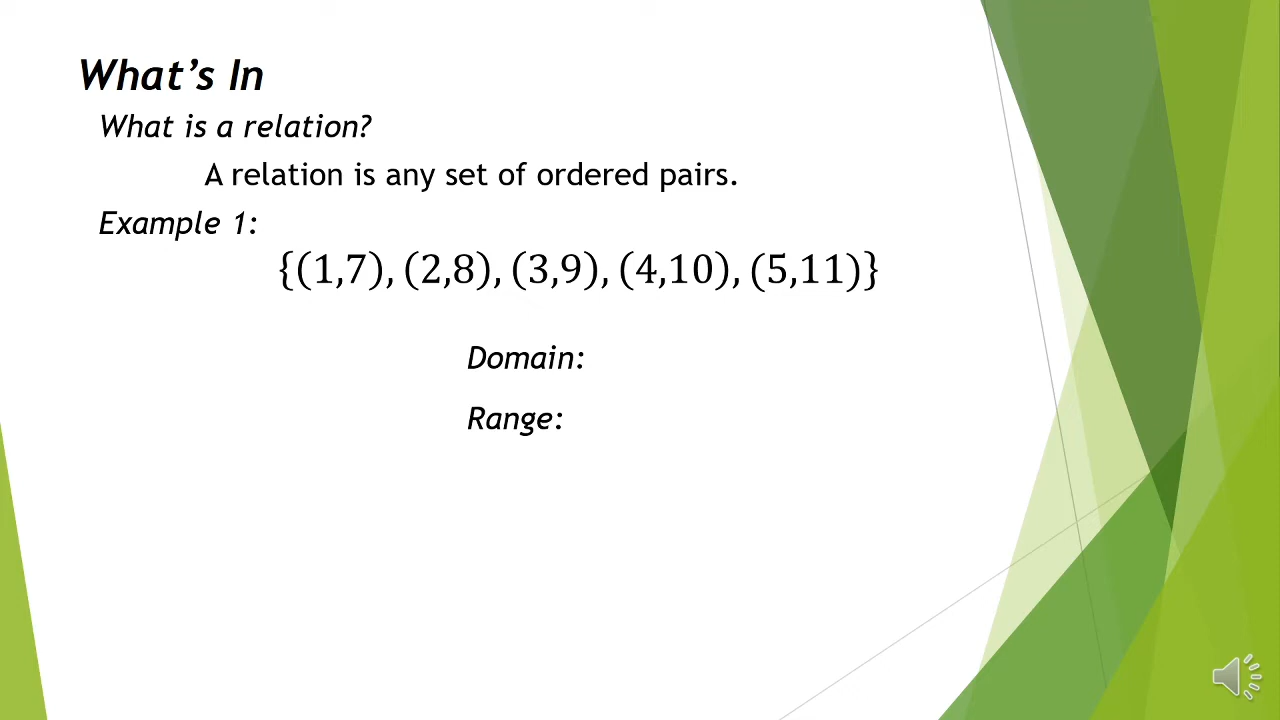 What’s In
What is a relation?
A relation is any set of ordered pairs.
Example 1:
{(1,7), (2,8), (3,9), (4,10), (5,11)}
Domain:
Range: